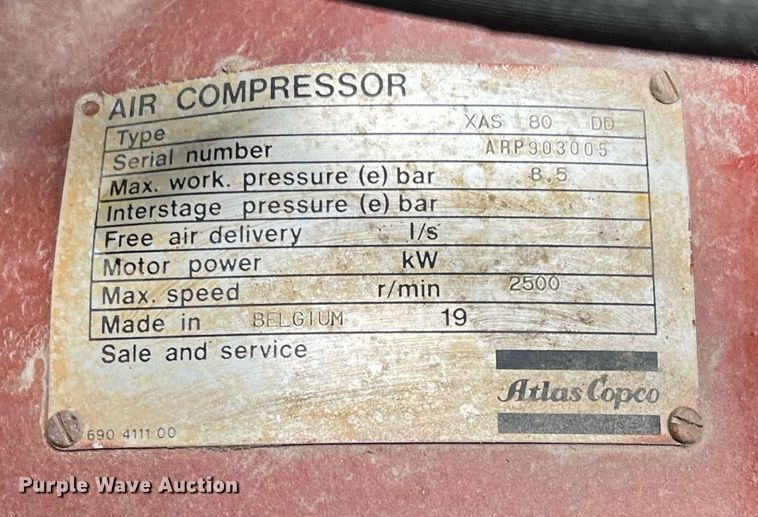 AIR COMPRESSOR
Type XAS 80 DD
Serial number ARP903005
Max. work. pressure (e) bar 8.5
Interstage pressure (e) bar
Free air delivery l/s
Motor power kW
Max. speed r/min 2500
Made in BELGIUM 19
Sale and service
Atlas Copco
690 4111 00
Purple Wave Auction